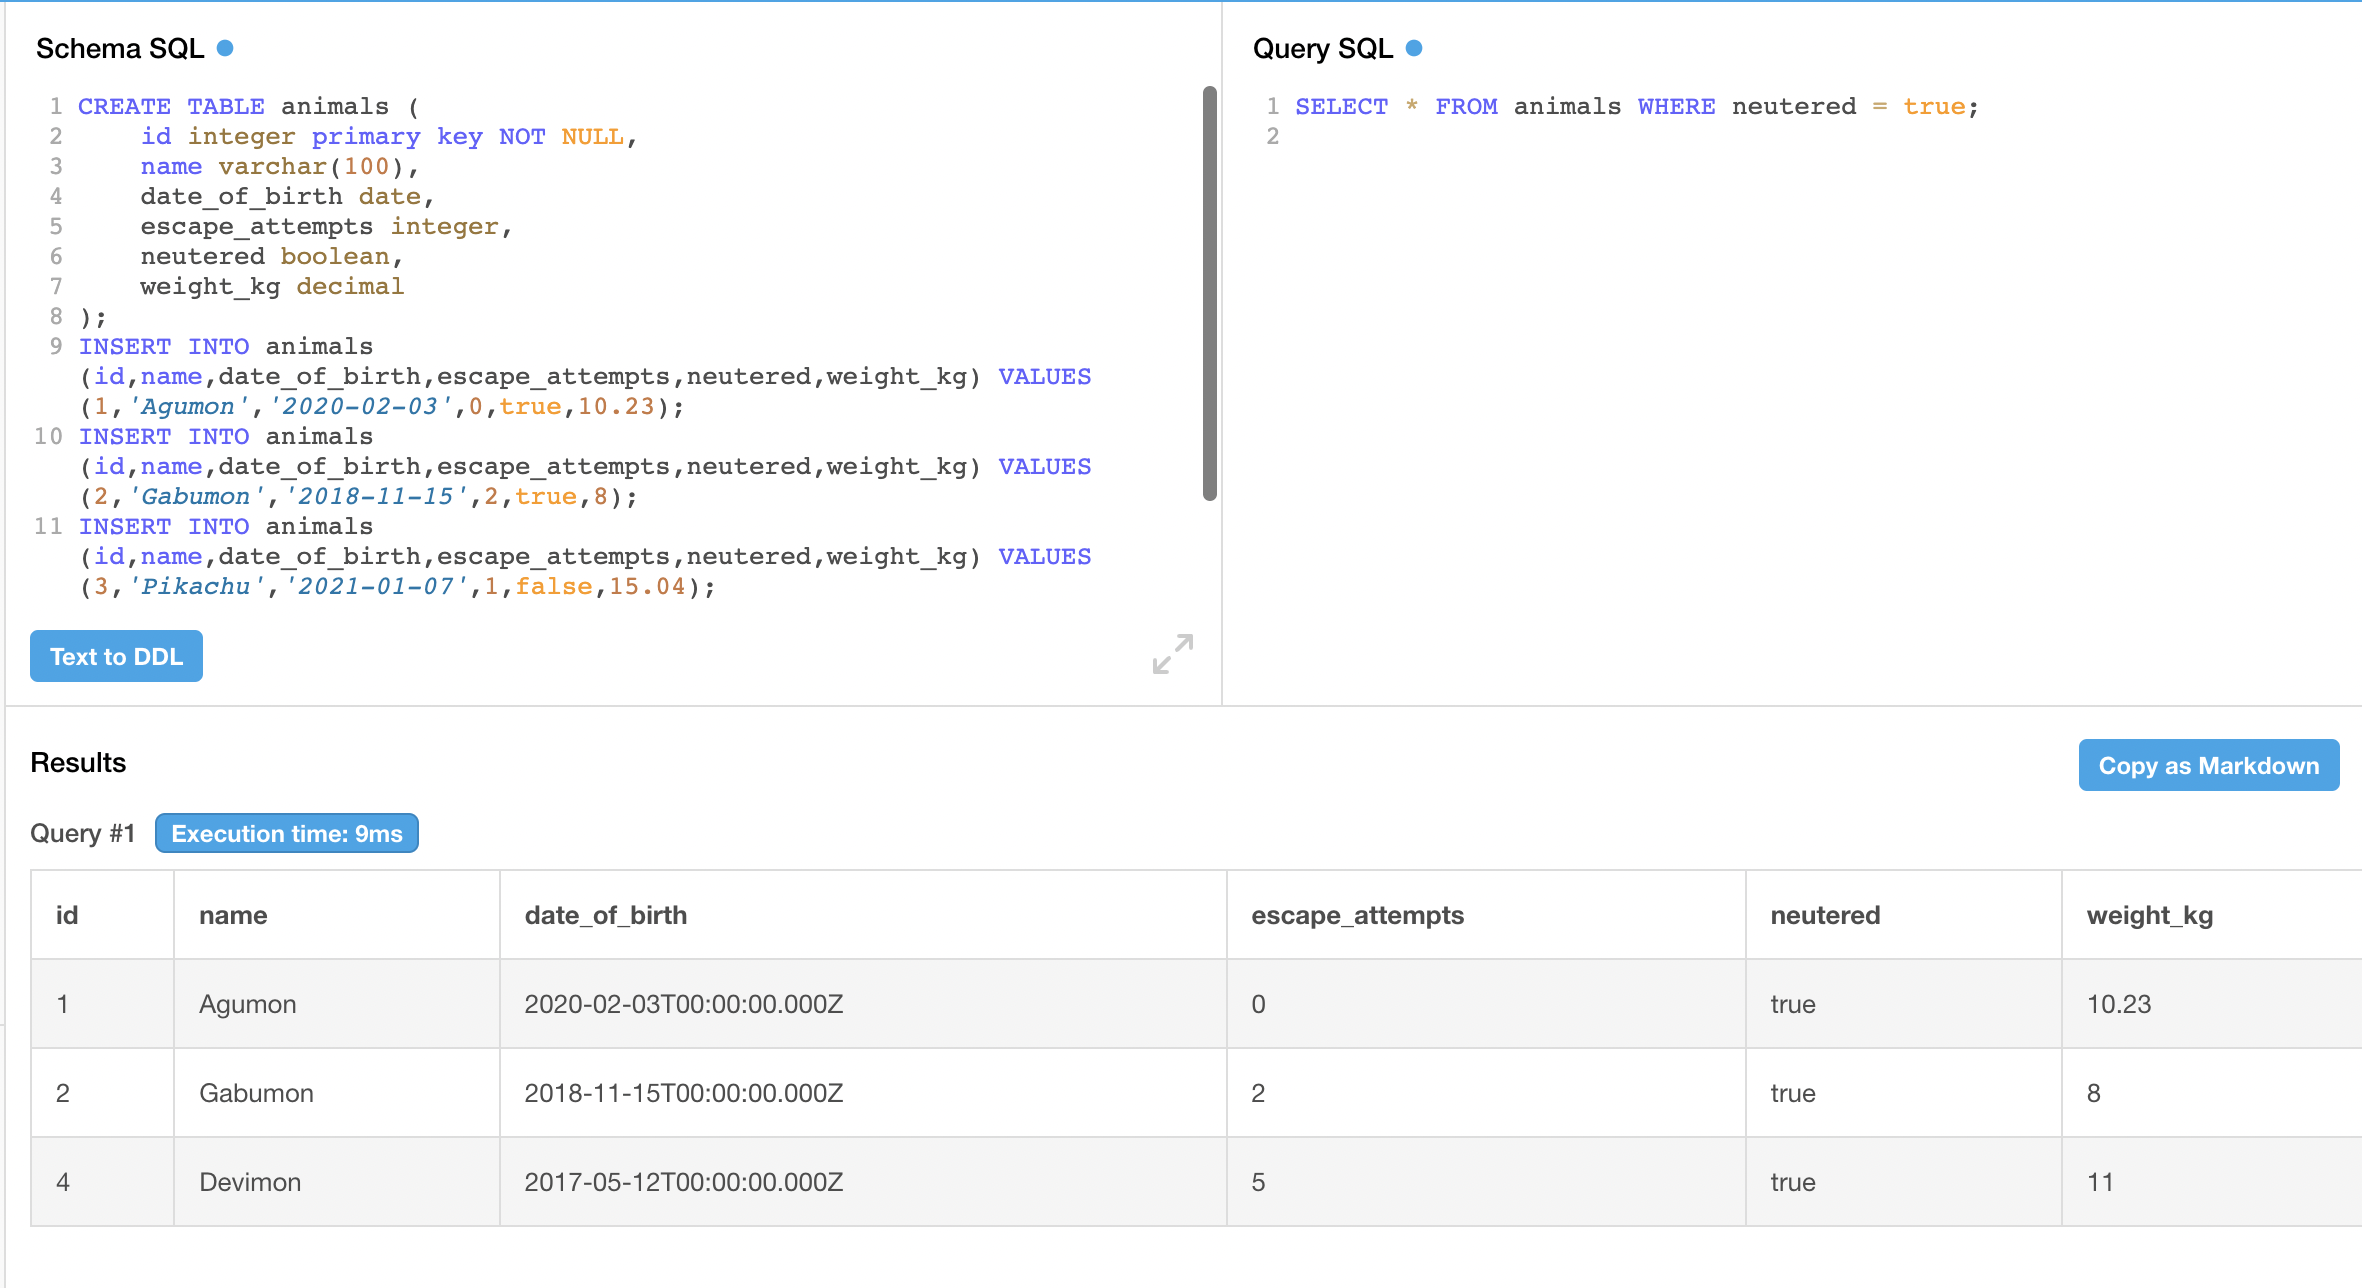 Schema SQL
1 CREATE TABLE animals (
2 id integer primary key NOT NULL,
3 name varchar(100),
4 date_of_birth date,
5 escape_attempts integer,
6 neutered boolean,
7 weight_kg decimal
8 );
9 INSERT INTO animals
(id,name,date_of_birth,escape_attempts,neutered,weight_kg) VALUES
(1,'Agumon','2020-02-03',0,true,10.23);
10 INSERT INTO animals
(id,name,date_of_birth,escape_attempts,neutered,weight_kg) VALUES
(2,'Gabumon','2018-11-15',2,true,8);
11 INSERT INTO animals
(id,name,date_of_birth,escape_attempts,neutered,weight_kg) VALUES
(3,'Pikachu','2021-01-07',1,false,15.04);
Text to DDL
Query SQL
1 SELECT * FROM animals WHERE neutered = true;
2
Results
Copy as Markdown
Query #1 Execution time: 9ms
id name date_of_birth escape_attempts neutered weight_kg
1 Agumon 2020-02-03T00:00:00.000Z 0 true 10.23
2 Gabumon 2018-11-15T00:00:00.000Z 2 true 8
4 Devimon 2017-05-12T00:00:00.000Z 5 true 11